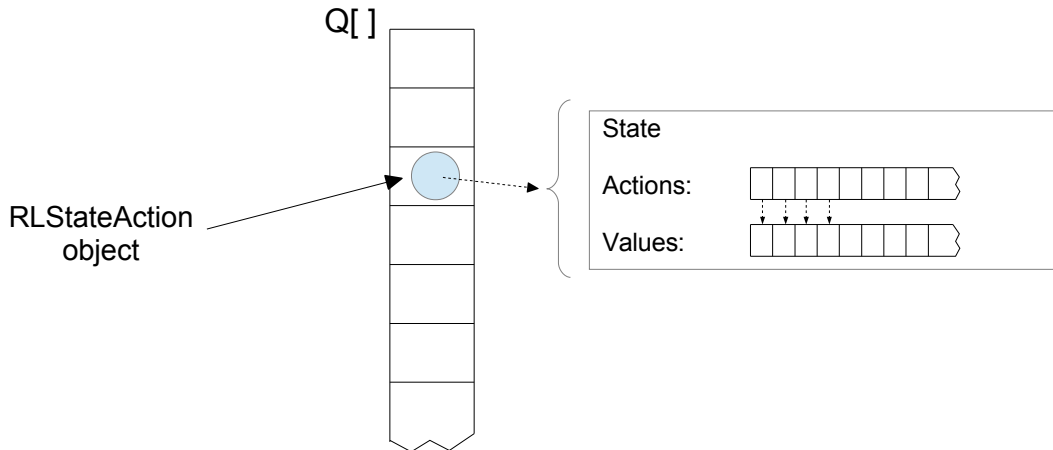 Q[ ]
State
Actions:
Values:
RLStateAction
object